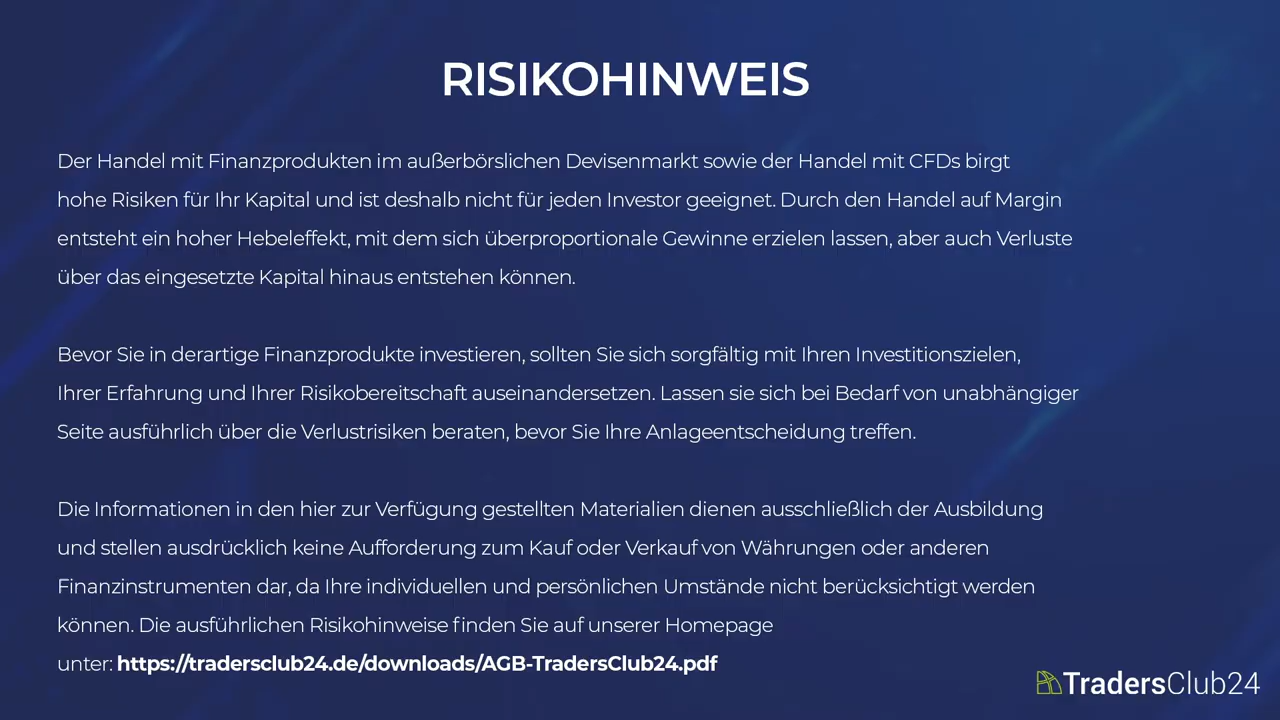 RISIKOHINWEIS
Der Handel mit Finanzprodukten im außerbörslichen Devisenmarkt sowie der Handel mit CFDs birgt
hohe Risiken für Ihr Kapital und ist deshalb nicht für jeden Investor geeignet. Durch den Handel auf Margin
entsteht ein hoher Hebeleffekt, mit dem sich überproportionale Gewinne erzielen lassen, aber auch Verluste
über das eingesetzte Kapital hinaus entstehen können.
Bevor Sie in derartige Finanzprodukte investieren, sollten Sie sich sorgfältig mit Ihren Investitionszielen,
Ihrer Erfahrung und Ihrer Risikobereitschaft auseinandersetzen. Lassen sie sich bei Bedarf von unabhängiger
Seite ausführlich über die Verlustrisiken beraten, bevor Sie Ihre Anlageentscheidung treffen.
Die Informationen in den hier zur Verfügung gestellten Materialien dienen ausschließlich der Ausbildung
und stellen ausdrücklich keine Aufforderung zum Kauf oder Verkauf von Währungen oder anderen
Finanzinstrumenten dar, da Ihre individuellen und persönlichen Umstände nicht berücksichtigt werden
können. Die ausführlichen Risikohinweise finden Sie auf unserer Homepage
unter: https://tradersclub24.de/downloads/AGB-TradersClub24.pdf
TradersClub24